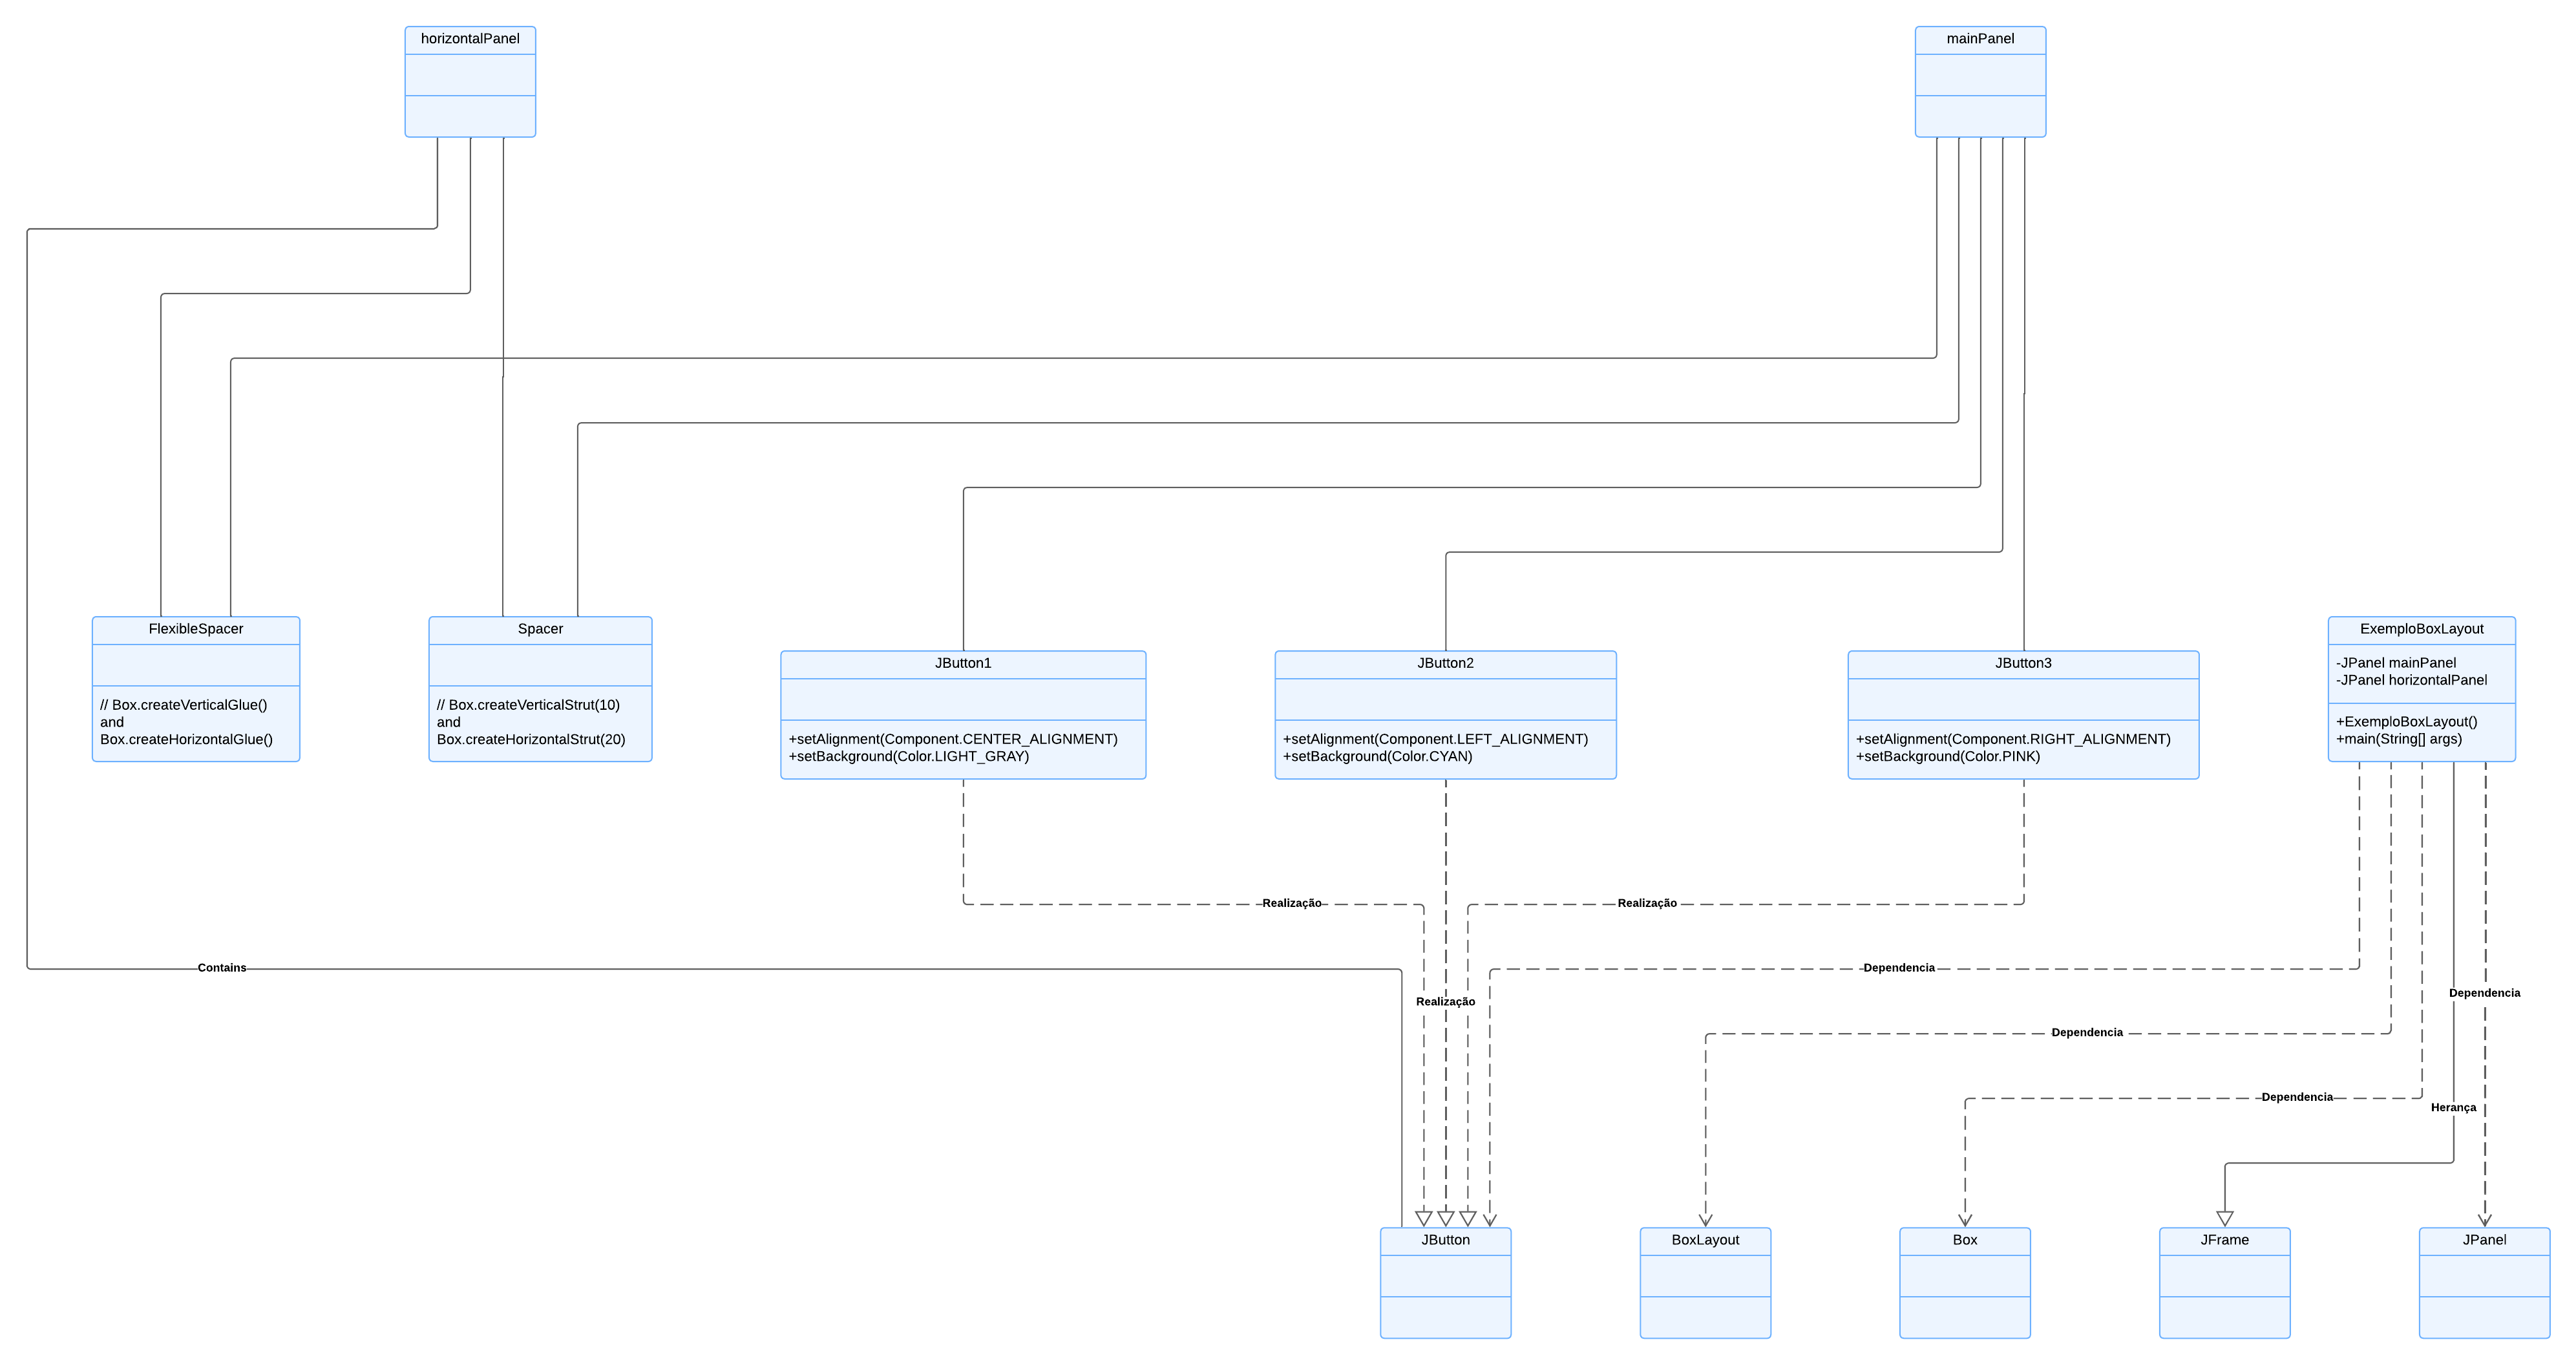 horizontalPanel
mainPanel
FlexibleSpacer
// Box.createVerticalGlue()
and
Box.createHorizontalGlue()
Spacer
// Box.createVerticalStrut(10)
and
Box.createHorizontalStrut(20)
JButton1
+setAlignment(Component.CENTER_ALIGNMENT)
+setBackground(Color.LIGHT_GRAY)
JButton2
+setAlignment(Component.LEFT_ALIGNMENT)
+setBackground(Color.CYAN)
JButton3
+setAlignment(Component.RIGHT_ALIGNMENT)
+setBackground(Color.PINK)
ExemploBoxLayout
-JPanel mainPanel
-JPanel horizontalPanel
+ExemploBoxLayout()
+main(String[] args)
Realização
Realização
Contains
Dependencia
Realização
Dependencia
Dependencia
Dependencia
Herança
JButton
BoxLayout
Box
JFrame
JPanel